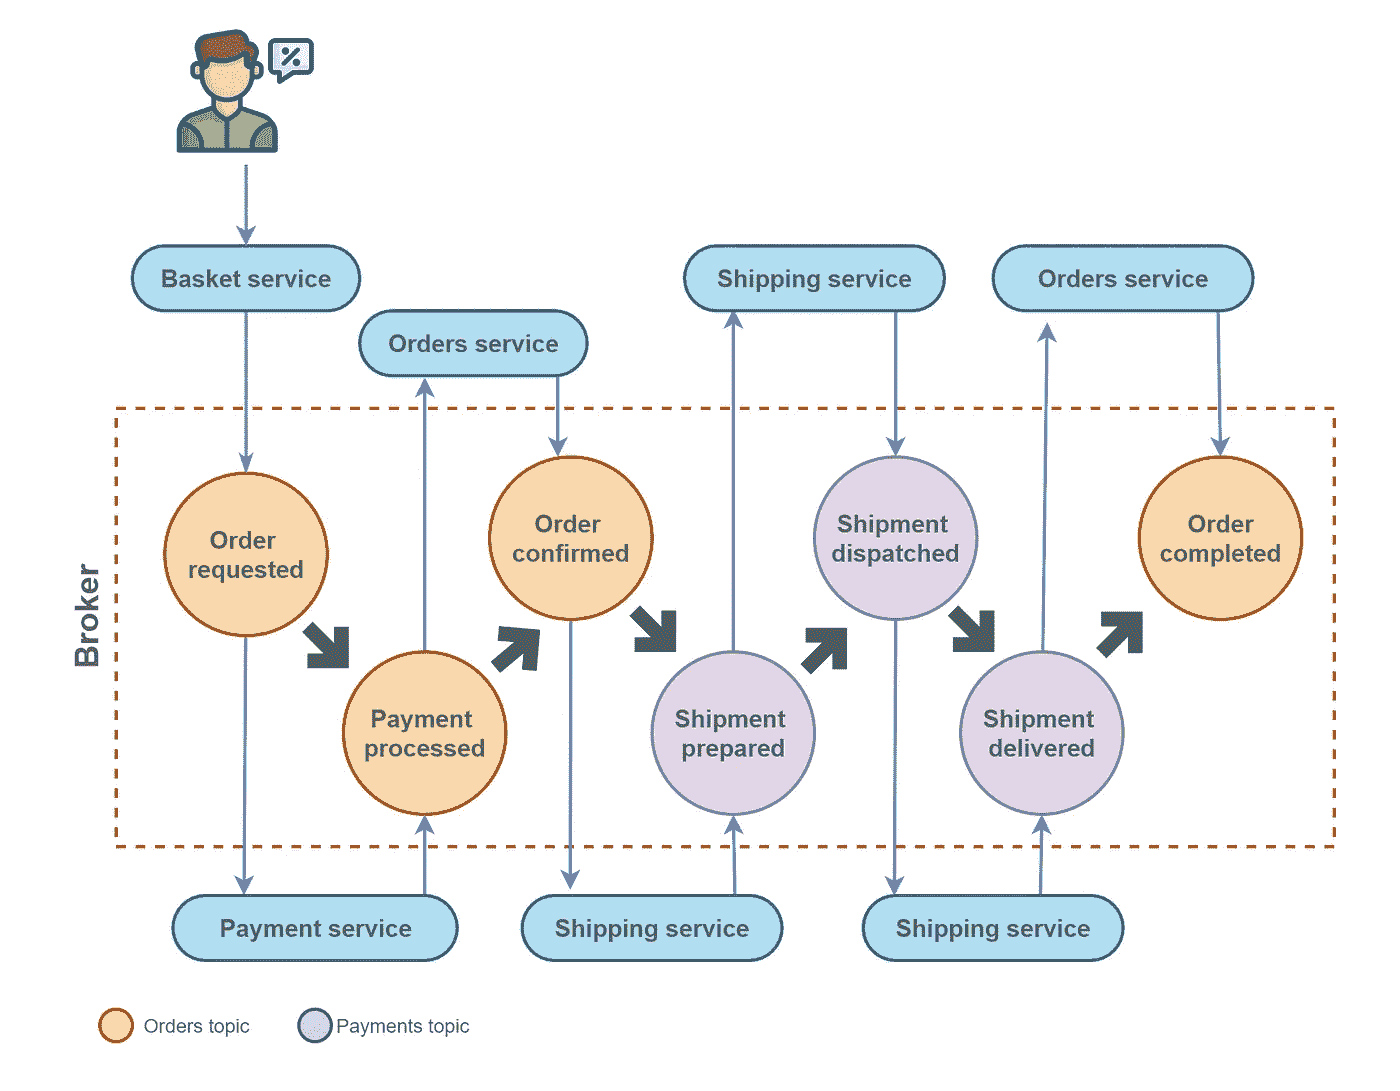 %
Basket service
Shipping service
Orders service
Orders service
Broker
Order
requested
Order
confirmed
Shipment
dispatched
Order
completed
Payment
processed
Shipment
prepared
Shipment
delivered
Payment service
Shipping service
Shipping service
Orders topic
Payments topic